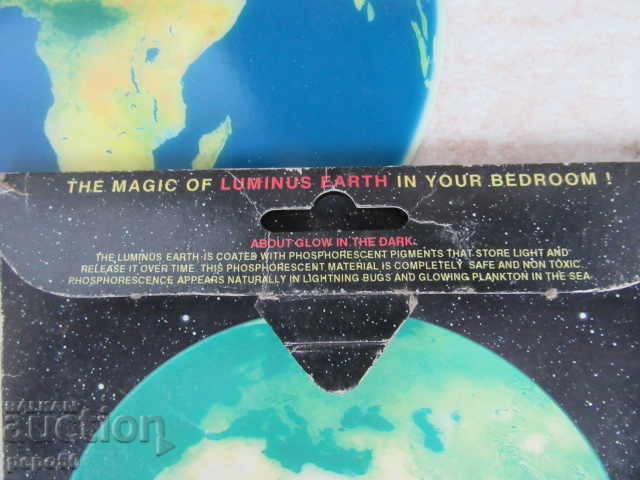 THE MAGIC OF LUMINUS EARTH IN YOUR BEDROOM !
ABOUT GLOW IN THE DARK.
THE LUMINUS EARTH IS COATED WITH PHOSPHORESCENT PIGMENTS THAT STORE LIGHT AND
RELEASE IT OVER TIME. THIS PHOSPHORESCENT MATERIAL IS COMPLETELY SAFE AND NON TOXIC.
PHOSPHORESCENCE APPEARS NATURALLY IN LIGHTNING BUGS AND GLOWING PLANKTON IN THE SEA
BALKAN
auction